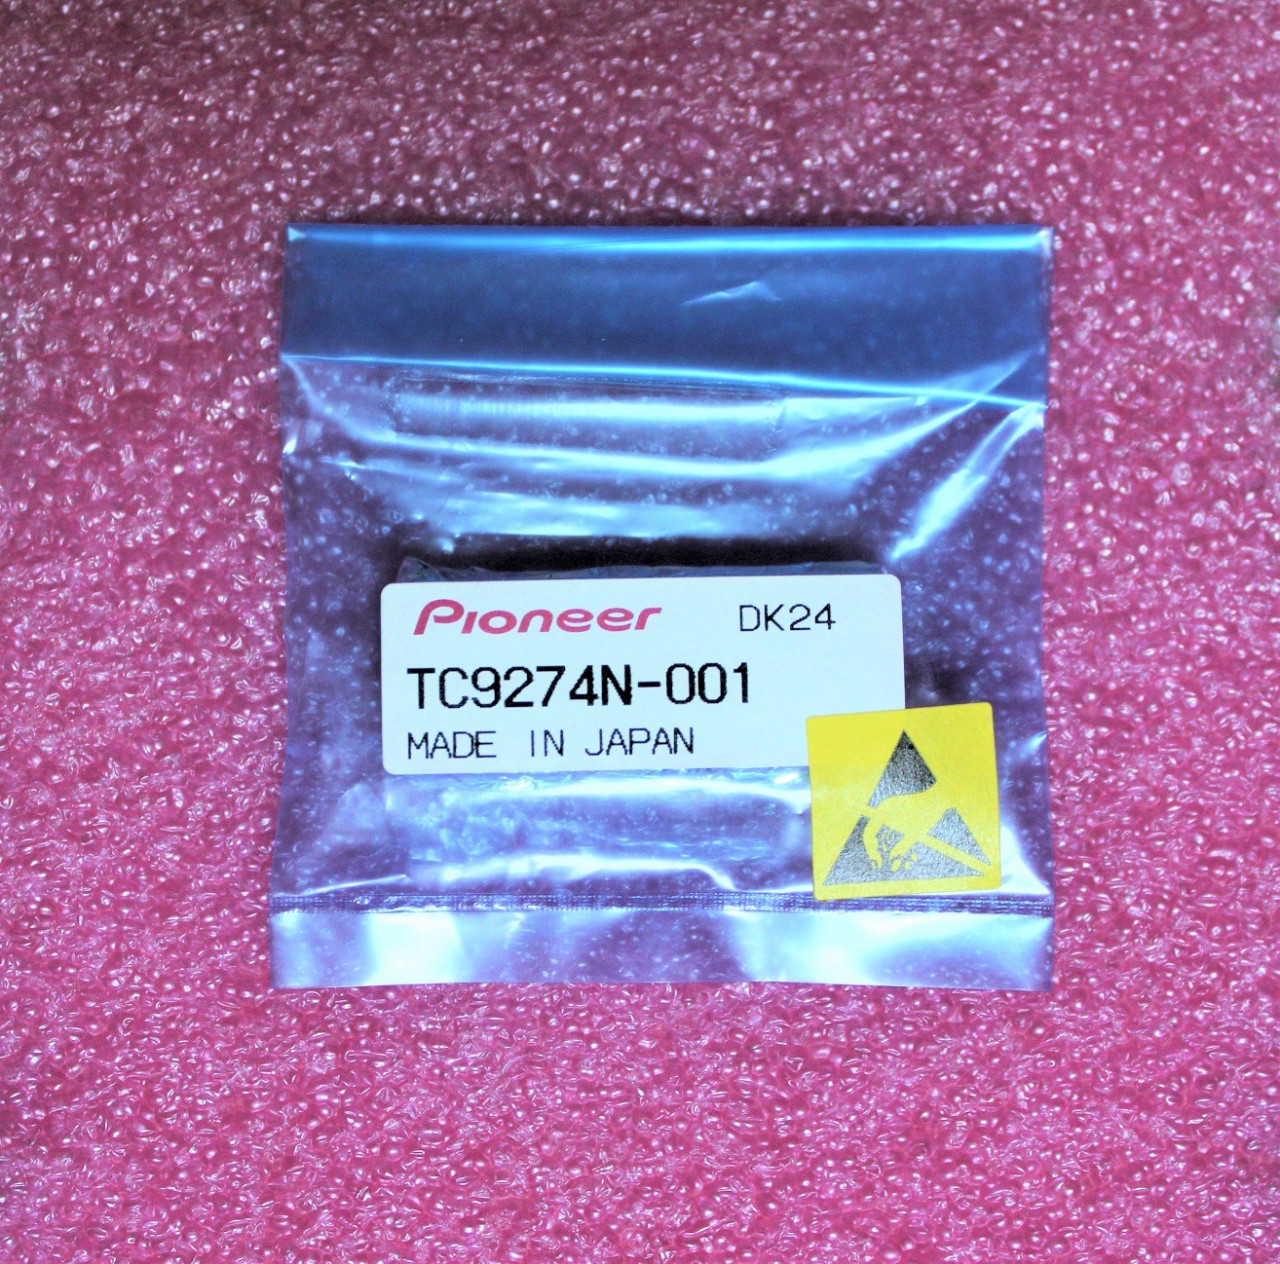 Pioneer DK24
TC9274N-001
MADE IN JAPAN